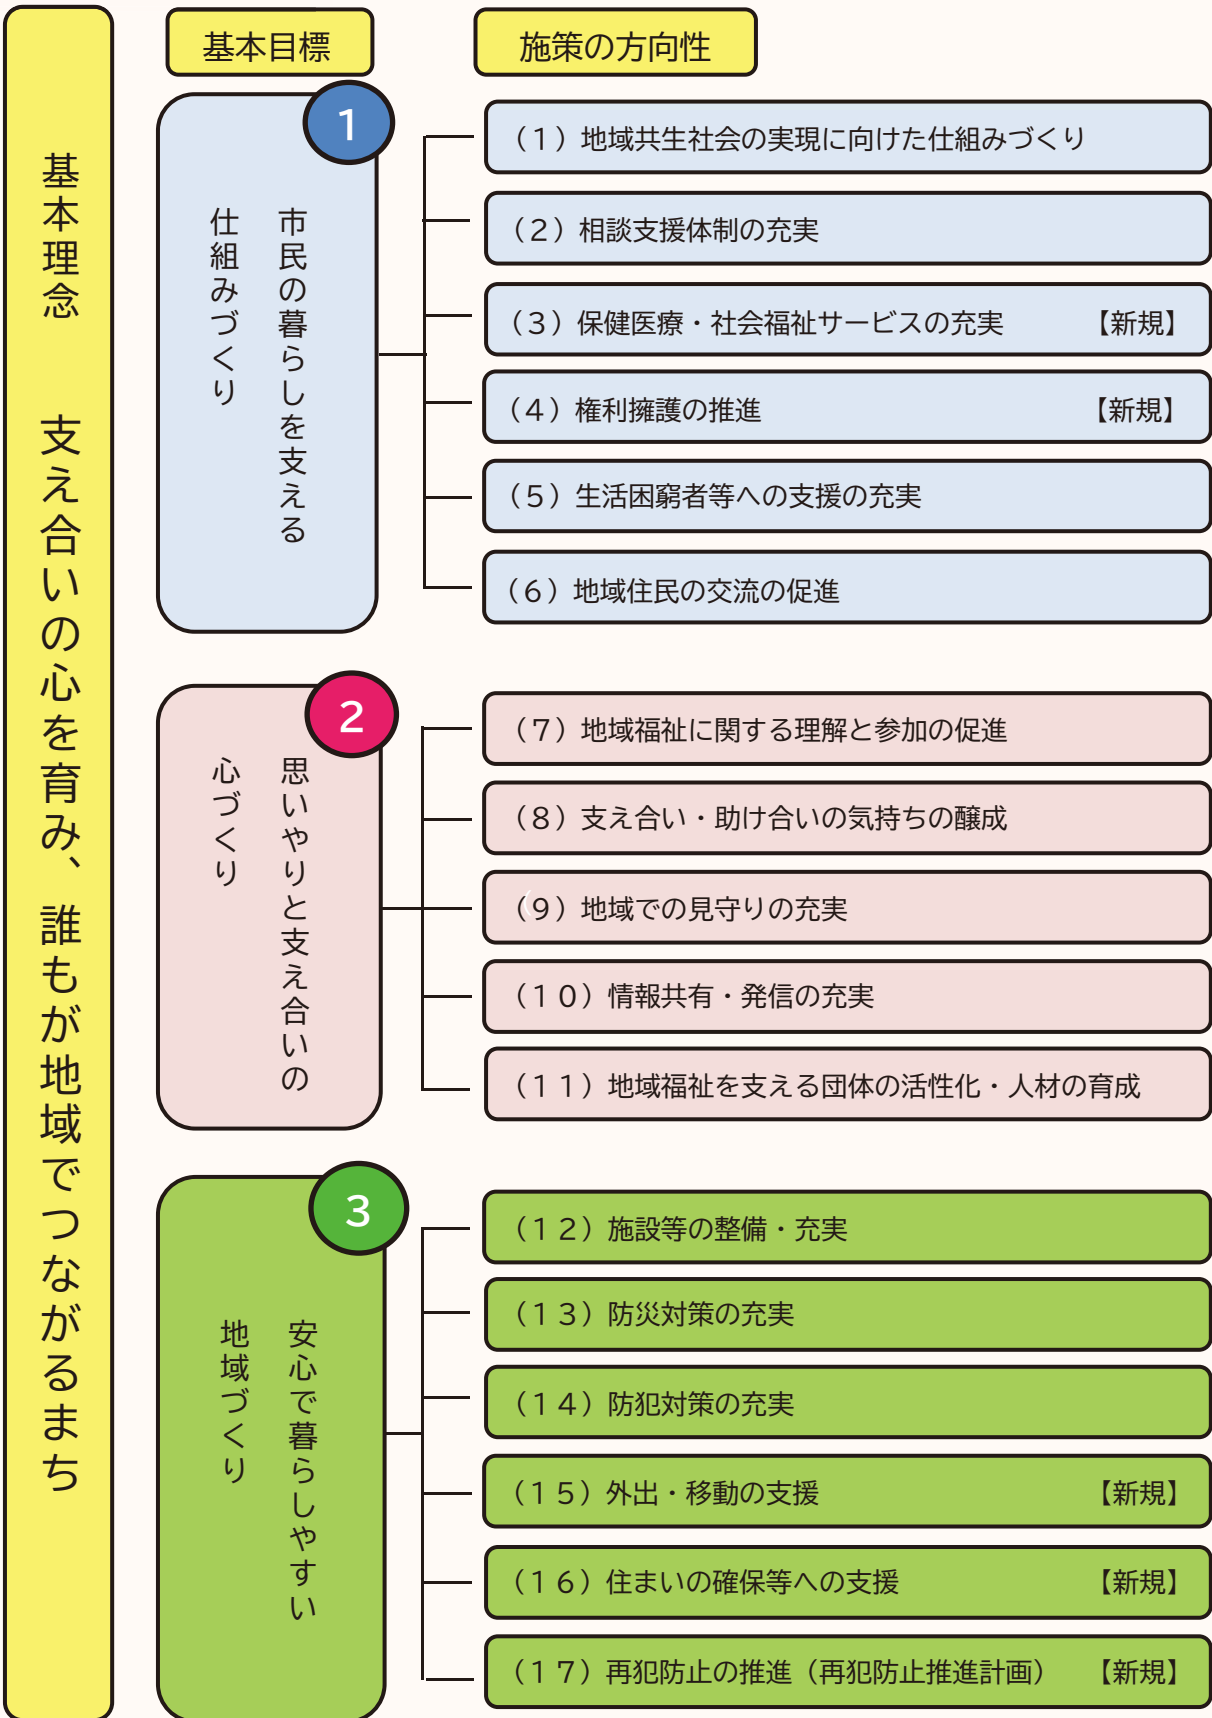 基本理念　支え合いの心を育み、誰もが地域でつながるまち
基本目標
施策の方向性
1
市民の暮らしを支える
仕組みづくり
（１）地域共生社会の実現に向けた仕組みづくり
（２）相談支援体制の充実
（３）保健医療・社会福祉サービスの充実　【新規】
（４）権利擁護の推進　【新規】
（５）生活困窮者等への支援の充実
（６）地域住民の交流の促進
2
思いやりと支え合いの
心づくり
（７）地域福祉に関する理解と参加の促進
（８）支え合い・助け合いの気持ちの醸成
（９）地域での見守りの充実
（１０）情報共有・発信の充実
（１１）地域福祉を支える団体の活性化・人材の育成
3
安心で暮らしやすい
地域づくり
（１２）施設等の整備・充実
（１３）防災対策の充実
（１４）防犯対策の充実
（１５）外出・移動の支援　【新規】
（１６）住まいの確保等への支援　【新規】
（１７）再犯防止の推進（再犯防止推進計画）　【新規】